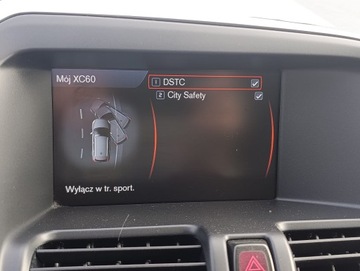 Mój XC60
1 DSTC
2 City Safety
Wyłącz w tr. sport.